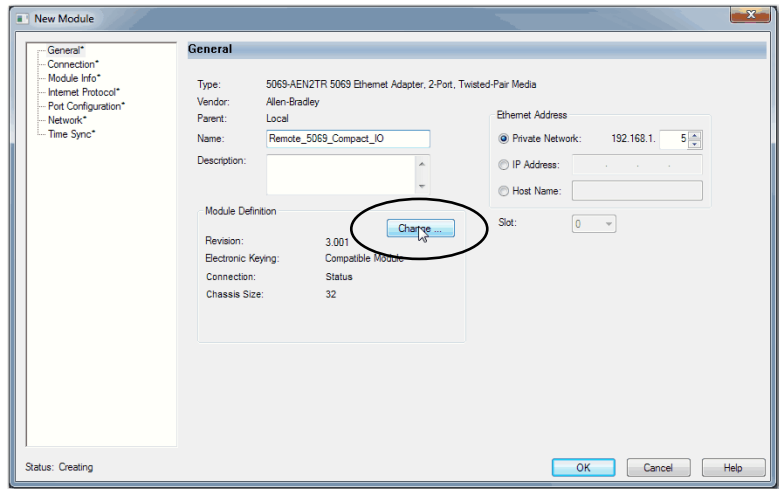 New Module
General*
Connection*
Module Info*
Internet Protocol*
Port Configuration*
Network*
Time Sync*
General
Type: 5069-AEN2TR 5069 Ethernet Adapter, 2-Port, Twisted-Pair Media
Vendor: Allen-Bradley
Parent: Local
Name: Remote_5069_Compact_IO
Description:
Ethernet Address
Private Network: 192.168.1. 5
IP Address: . . .
Host Name:
Slot: 0
Module Definition
Change ...
Revision: 3.001
Electronic Keying: Compatible Module
Connection: Status
Chassis Size: 32
Status: Creating
OK Cancel Help